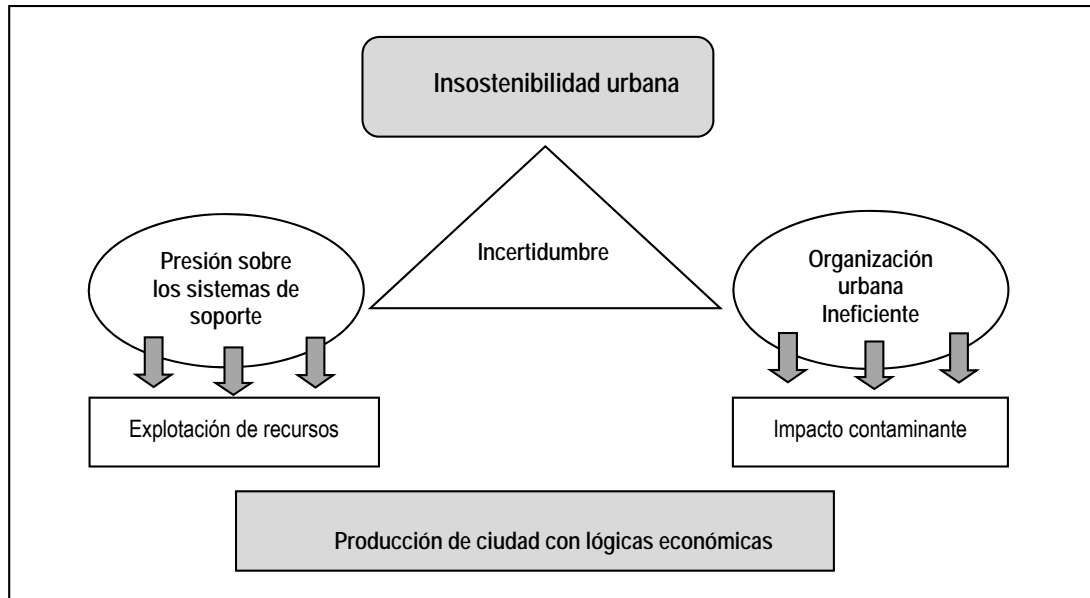 Insostenibilidad urbana
Incertidumbre
Presión sobre
los sistemas de
soporte
Organización
urbana
Ineficiente
Explotación de recursos
Impacto contaminante
Producción de ciudad con lógicas económicas